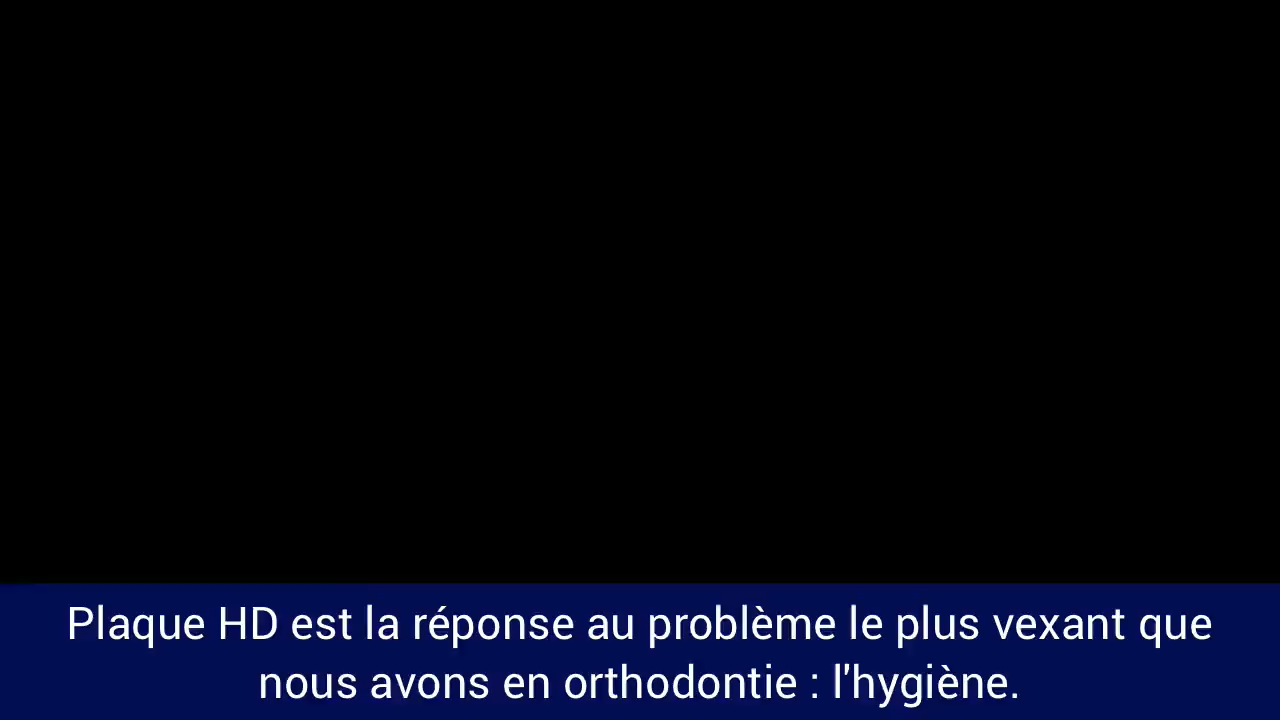 Plaque HD est la réponse au problème le plus vexant que
nous avons en orthodontie : l'hygiène.